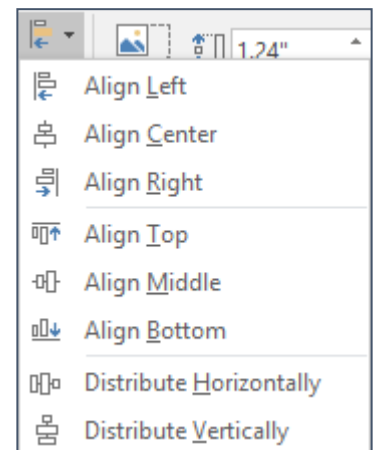 1.24"
Align Left
Align Center
Align Right
Align Top
Align Middle
Align Bottom
Distribute Horizontally
Distribute Vertically